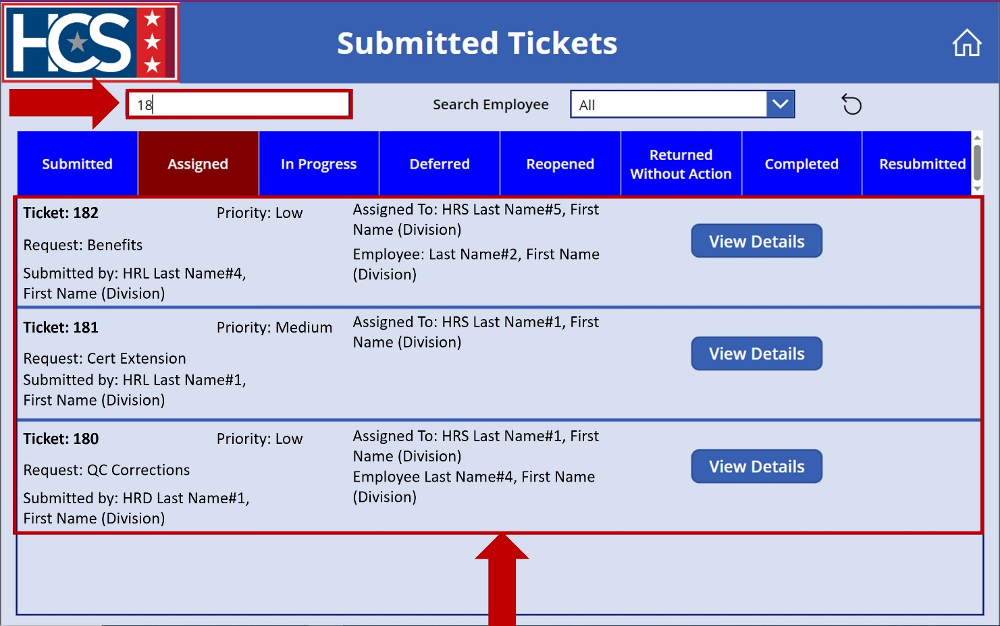 HCS
Submitted Tickets
18
Search Employee
All
Submitted
Assigned
In Progress
Deferred
Reopened
Returned
Without Action
Completed
Resubmitted
Ticket: 182
Priority: Low
Request: Benefits
Submitted by: HRL Last Name#4,
First Name (Division)
Assigned To: HRS Last Name#5, First
Name (Division)
Employee: Last Name#2, First Name
(Division)
View Details
Ticket: 181
Priority: Medium
Request: Cert Extension
Submitted by: HRL Last Name#1,
First Name (Division)
Assigned To: HRS Last Name#1, First
Name (Division)
View Details
Ticket: 180
Priority: Low
Request: QC Corrections
Submitted by: HRD Last Name#1,
First Name (Division)
Assigned To: HRS Last Name#1, First
Name (Division)
Employee Last Name#4, First Name
(Division)
View Details